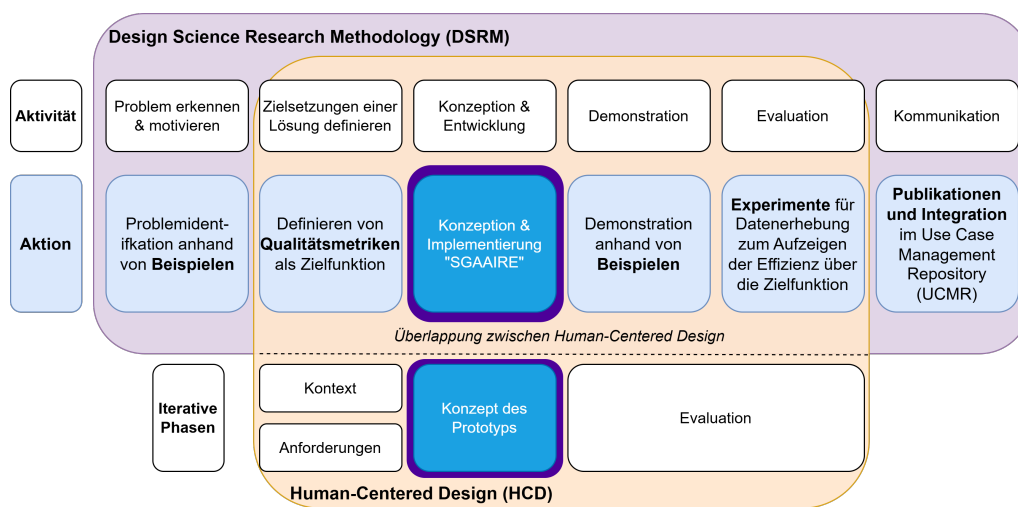 Design Science Research Methodology (DSRM)
Aktivität
Problem erkennen
& motivieren
Zielsetzungen einer
Lösung definieren
Konzeption &
Entwicklung
Demonstration
Evaluation
Kommunikation
Aktion
Problemident-
ifkation anhand
von Beispielen
Definieren von
Qualitätsmetriken
als Zielfunktion
Konzeption &
Implementierung
"SGAAIRE"
Demonstration
anhand von
Beispielen
Experimente für
Datenerhebung
zum Aufzeigen
der Effizienz über
die Zielfunktion
Publikationen
und Integration
im Use Case
Management
Repository
(UCMR)
Überlappung zwischen Human-Centered Design
Iterative
Phasen
Kontext
Anforderungen
Konzept des
Prototyps
Evaluation
Human-Centered Design (HCD)